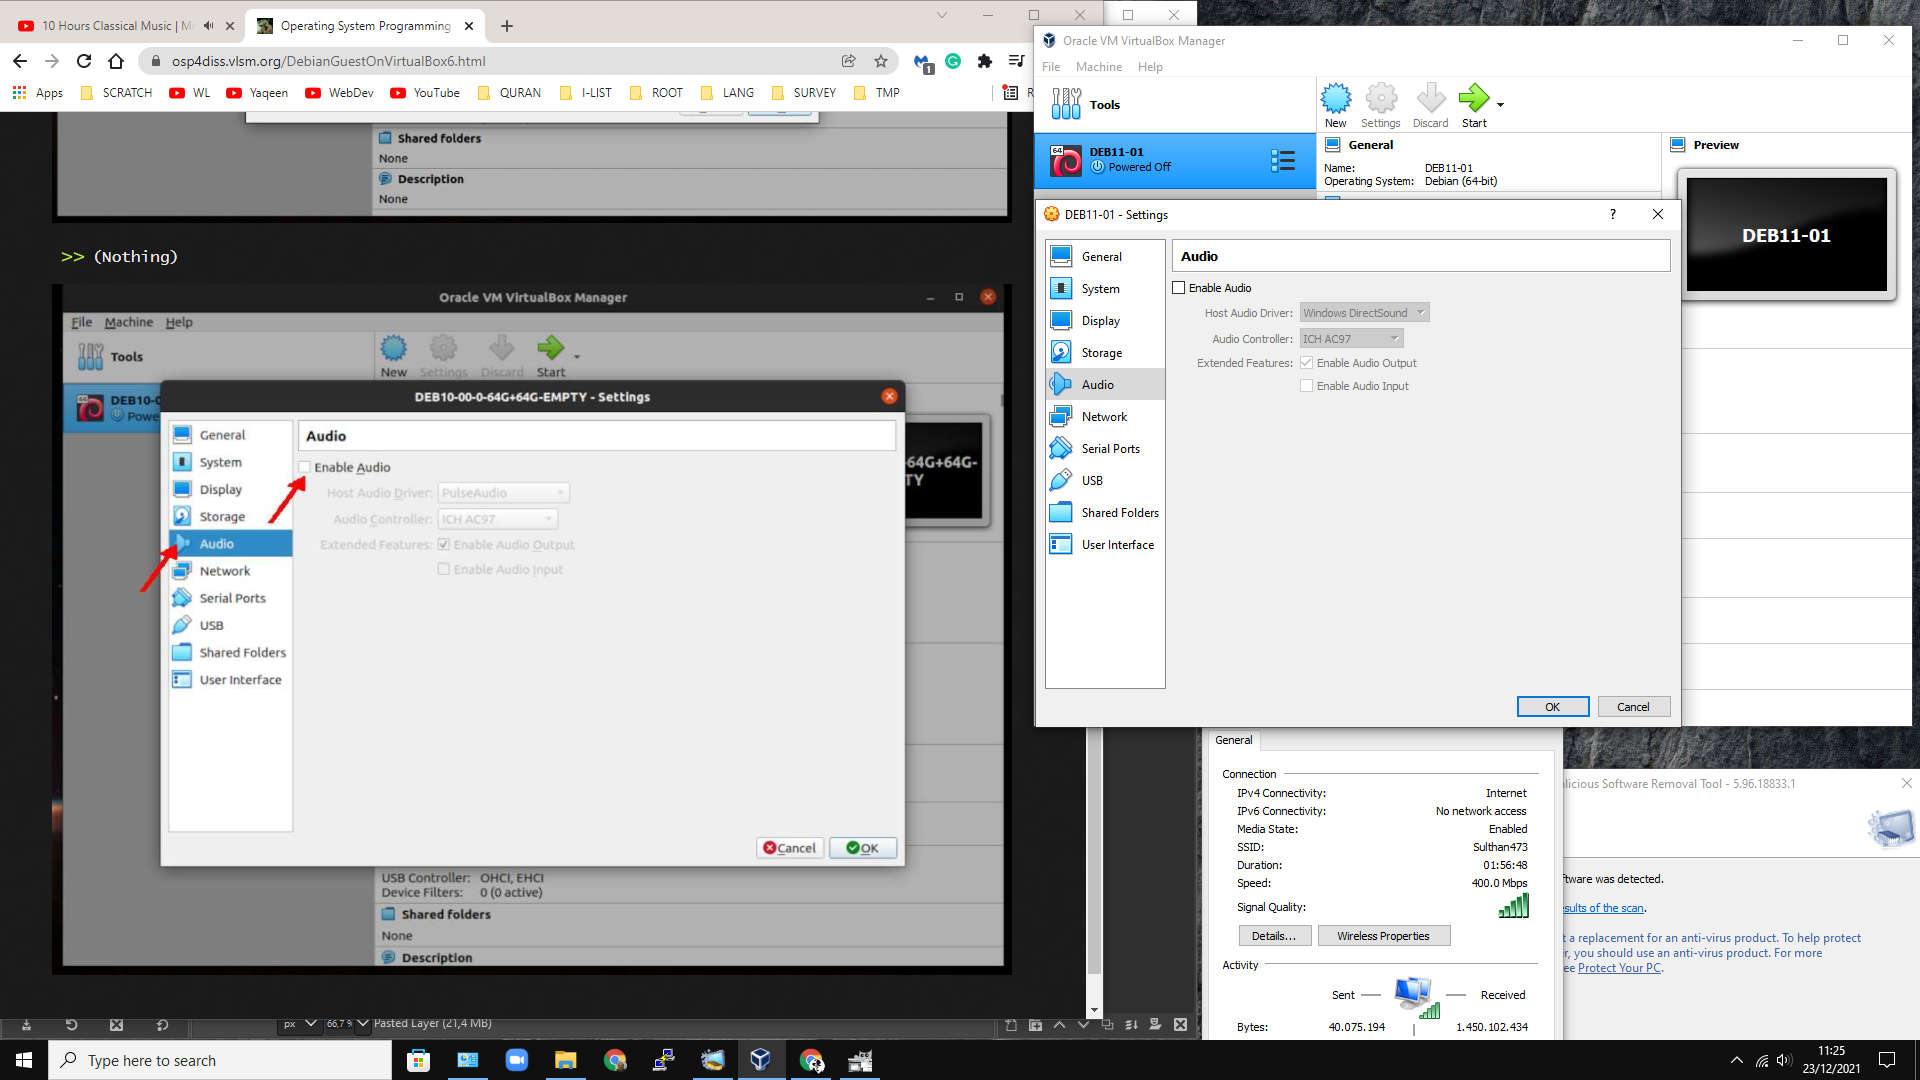 10 Hours Classical Music | M
Operating System Programming
osp4diss.vlsm.org/DebianGuestOnVirtualBox6.html
1
Apps
SCRATCH
WL
Yaqeen
WebDev
YouTube
QURAN
I-LIST
ROOT
LANG
SURVEY
TMP
R
Shared folders
None
Description
None
>> (Nothing)
Oracle VM VirtualBox Manager
File Machine Help
Tools
New
Settings
Discard
Start
DEB10-0
Powe
DEB10-00-0-64G+64G-EMPTY - Settings
-64G+64G-
TY
General
System
Display
Storage
Audio
Network
Serial Ports
USB
Shared Folders
User Interface
Audio
Enable Audio
Host Audio Driver: PulseAudio
Audio Controller: ICH AC97
Extended Features: Enable Audio Output
Enable Audio Input
Cancel
OK
USB Controller: OHCI, EHCI
Device Filters: 0 (0 active)
Shared folders
None
Description
px
66,7 9
Pasted Layer (21,4 MB)
Oracle VM VirtualBox Manager
File Machine Help
Tools
New
Settings
Discard
Start
64
DEB11-01
Powered Off
General
Name: DEB11-01
Operating System: Debian (64-bit)
Preview
DEB11-01
DEB11-01 - Settings
?
General
System
Display
Storage
Audio
Network
Serial Ports
USB
Shared Folders
User Interface
Audio
Enable Audio
Host Audio Driver: Windows DirectSound
Audio Controller: ICH AC97
Extended Features: Enable Audio Output
Enable Audio Input
OK
Cancel
General
Connection
IPv4 Connectivity: Internet
IPv6 Connectivity: No network access
Media State: Enabled
SSID: Sulthan473
Duration: 01:56:48
Speed: 400.0 Mbps
Signal Quality:
Details...
Wireless Properties
Activity
Sent
Received
Bytes: 40.075.194 1.450.102.434
licious Software Removal Tool - 5.96.18833.1
ftware was detected.
esults of the scan.
t a replacement for an anti-virus product. To help protect
r, you should use an anti-virus product. For more
ee Protect Your PC.
Type here to search
11:25
23/12/2021